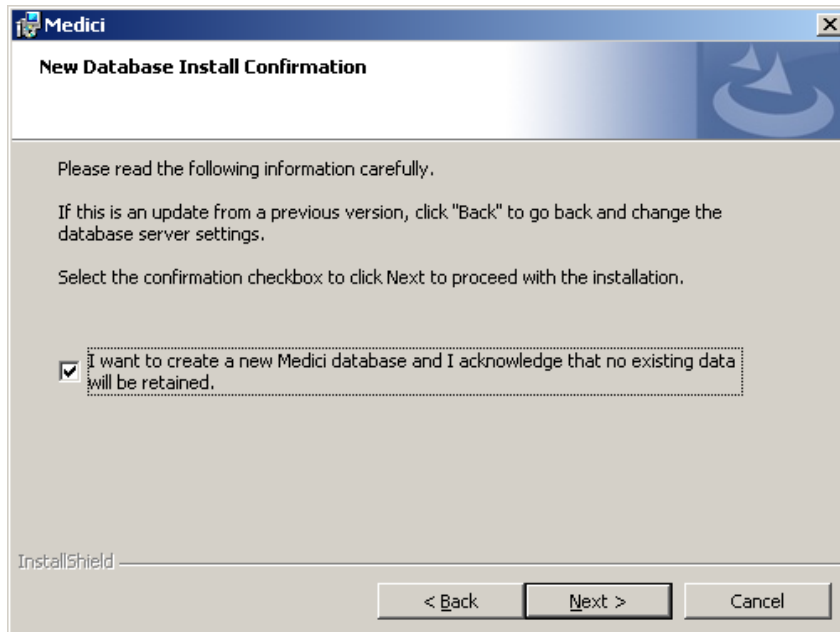 Medici
New Database Install Confirmation
Please read the following information carefully.
If this is an update from a previous version, click "Back" to go back and change the
database server settings.
Select the confirmation checkbox to click Next to proceed with the installation.
I want to create a new Medici database and I acknowledge that no existing data
will be retained.
InstallShield
< Back
Next >
Cancel